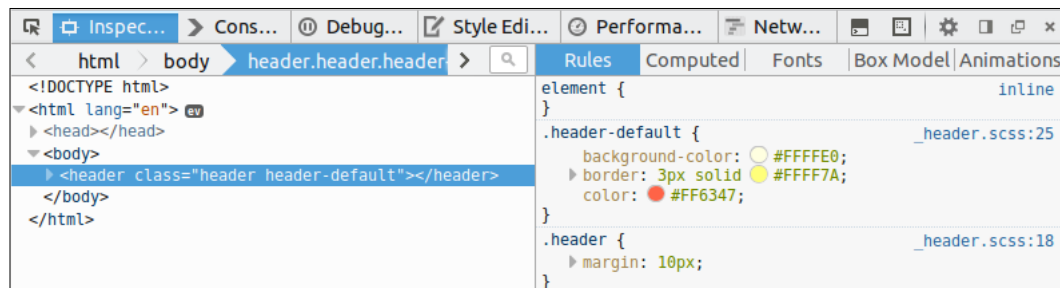 Inspec... Cons... Debug... Style Edi... Performa... Netw...
html body header.header.header- Rules Computed Fonts Box Model Animations
<!DOCTYPE html>
<html lang="en"> ev
<head></head>
<body>
<header class="header header-default"></header>
</body>
</html>
element { inline
}
.header-default { _header.scss:25
background-color: #FFFFE0;
border: 3px solid #FFFF7A;
color: #FF6347;
}
.header { _header.scss:18
margin: 10px;
}